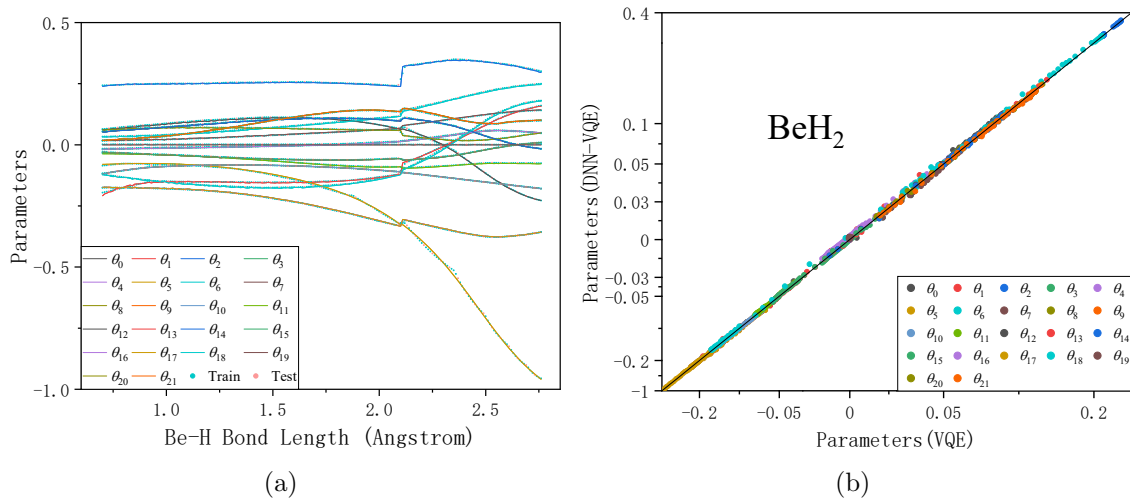 0.5
0.0
-0.5
-1.0
Parameters
θ0 θ1 θ2 θ3
θ4 θ5 θ6 θ7
θ8 θ9 θ10 θ11
θ12 θ13 θ14 θ15
θ16 θ17 θ18 θ19
θ20 θ21 Train Test
1.0 1.5 2.0 2.5
Be-H Bond Length (Angstrom)
(a)
0.4
0.1
0.05
0.03
0
-0.03
-0.05
-0.2
-1
Parameters (DNN-VQE)
BeH2
θ0 θ1 θ2 θ3 θ4
θ5 θ6 θ7 θ8 θ9
θ10 θ11 θ12 θ13 θ14
θ15 θ16 θ17 θ18 θ19
θ20 θ21
-0.2 -0.05 0 0.05 0.2
Parameters(VQE)
(b)